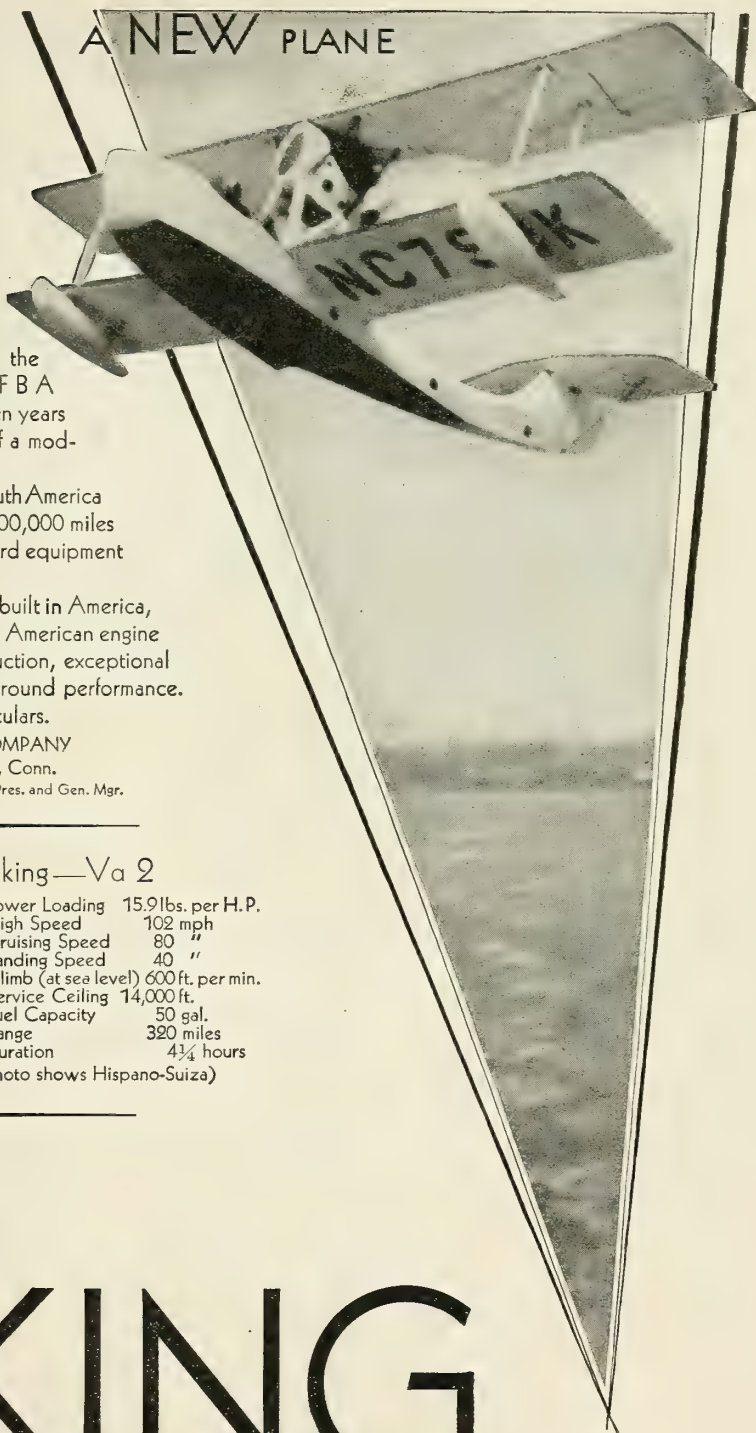 A NEW PLANE
NC79 K
the
F B A
n years
f a mod-
uth America
00,000 miles
rd equipment
built in America,
American engine
uction, exceptional
round performance.
culars.
OMPANY
, Conn.
Pres. and Gen. Mgr.
king—Va 2
ower Loading 15.9 lbs. per H.P.
igh Speed 102 mph
ruising Speed 80 "
anding Speed 40 "
limb (at sea level) 600 ft. per min.
ervice Ceiling 14,000 ft.
uel Capacity 50 gal.
ange 320 miles
uration 4¼ hours
hoto shows Hispano-Suiza)
KING